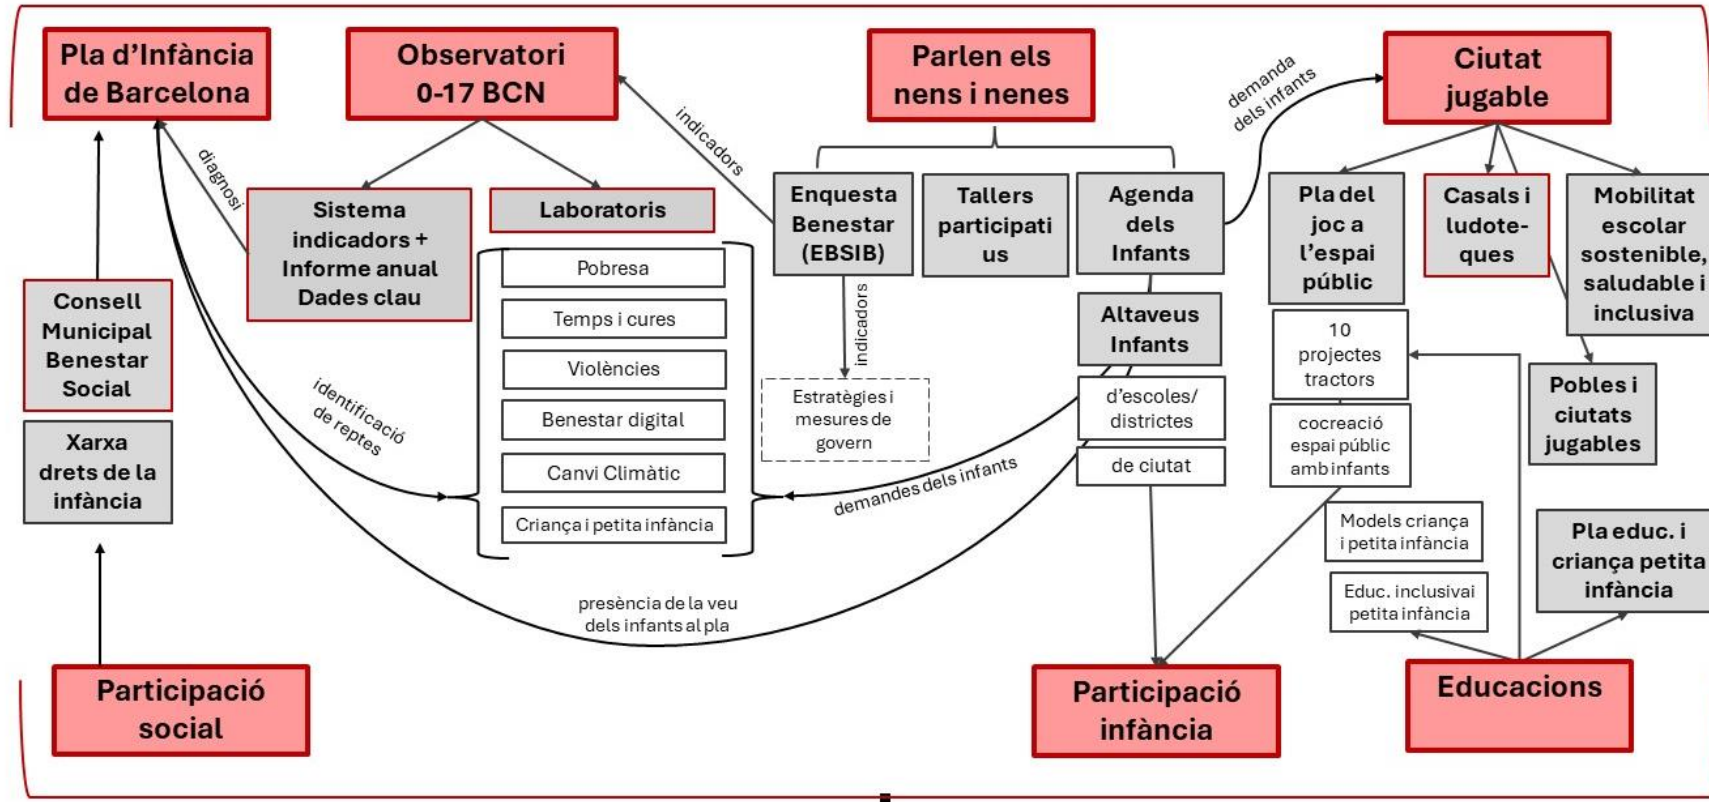 Pla d’Infància
de Barcelona
Observatori
0-17 BCN
Parlen els
nens i nenes
Ciutat
jugable
demanda
dels infants
indicadors
diagnosi
Sistema
indicadors +
Informe anual
Dades clau
Laboratoris
Pobresa
Temps i cures
Violències
Benestar digital
Canvi Climàtic
Criança i petita infància
Enquesta
Benestar
(EBSIB)
Tallers
participati
us
Agenda
dels
Infants
indicadors
Estratègies i
mesures de
govern
Altaveus
Infants
d’escoles/
districtes
de ciutat
Pla del
joc a
l’espai
públic
10
projectes
tractors
cocreació
espai públic
amb infants
Casals i
ludote-
ques
Mobilitat
escolar
sostenible,
saludable i
inclusiva
Pobles i
ciutats
jugables
Consell
Municipal
Benestar
Social
Xarxa
drets de la
infància
identificació
de reptes
demandes dels infants
presència de la veu
dels infants al pla
Models criança
i petita infància
Educ. inclusivai
petita infància
Pla educ. i
criança petita
infància
Participació
social
Participació
infància
Educacions